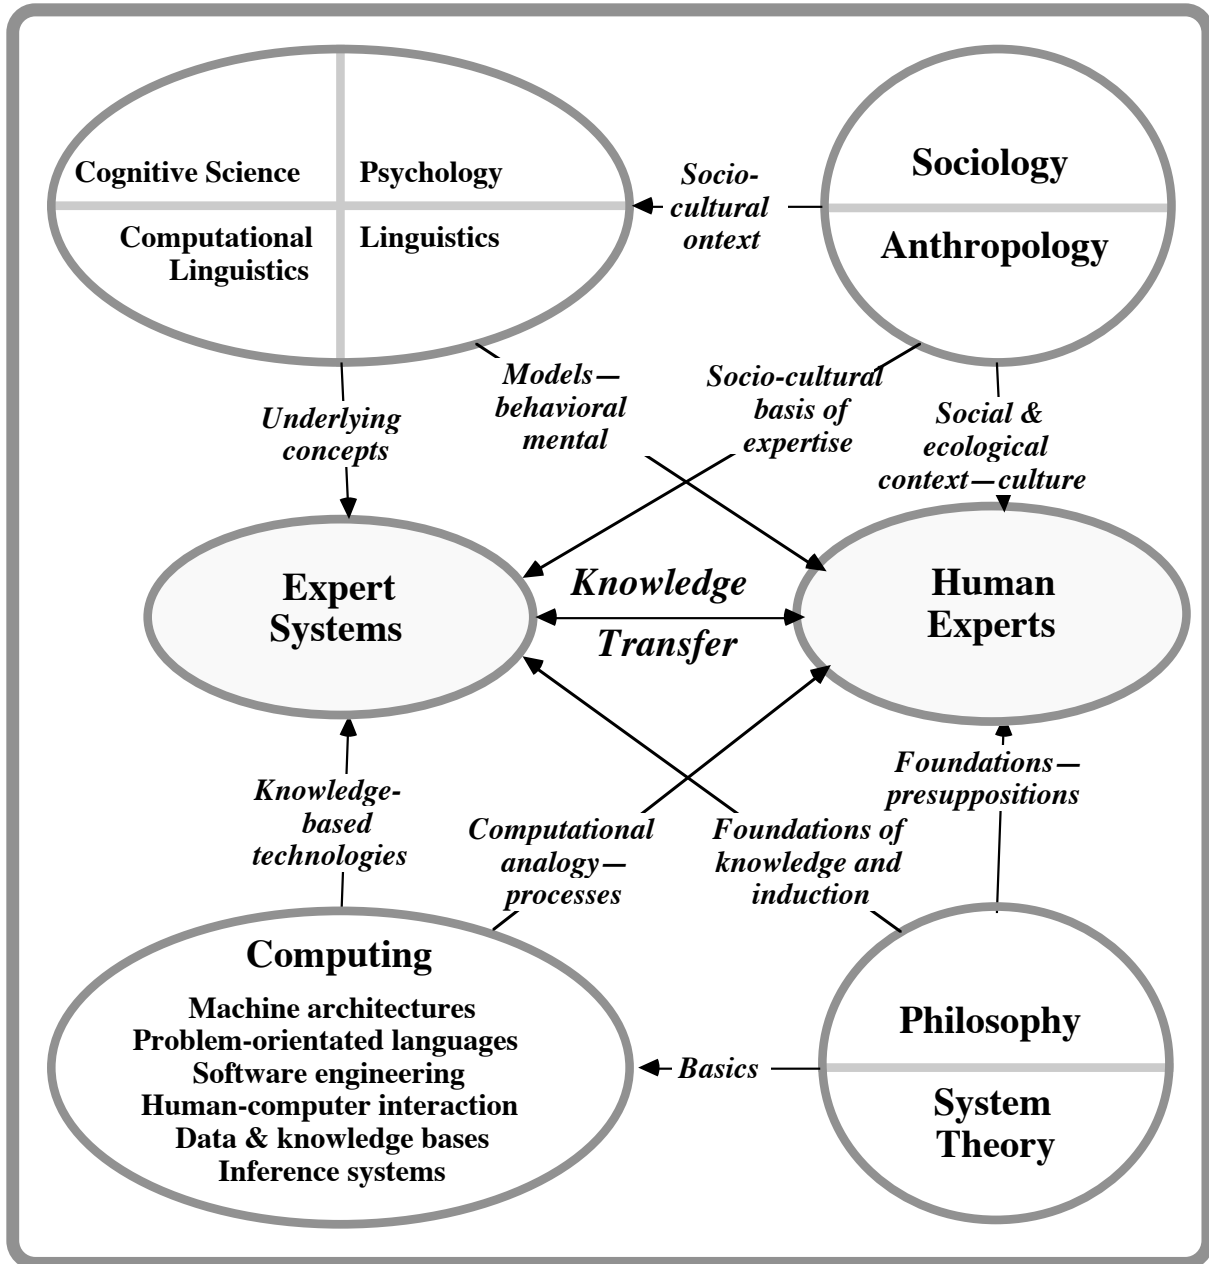 Cognitive Science
Psychology
Computational
Linguistics
Linguistics
Socio-
cultural
ontext
Sociology
Anthropology
Underlying
concepts
Models—
behavioral
mental
Socio-cultural
basis of
expertise
Social &
ecological
context—culture
Expert
Systems
Knowledge
Transfer
Human
Experts
Knowledge-
based
technologies
Computational
analogy—
processes
Foundations of
knowledge and
induction
Foundations—
presuppositions
Computing
Machine architectures
Problem-orientated languages
Software engineering
Human-computer interaction
Data & knowledge bases
Inference systems
Basics
Philosophy
System
Theory